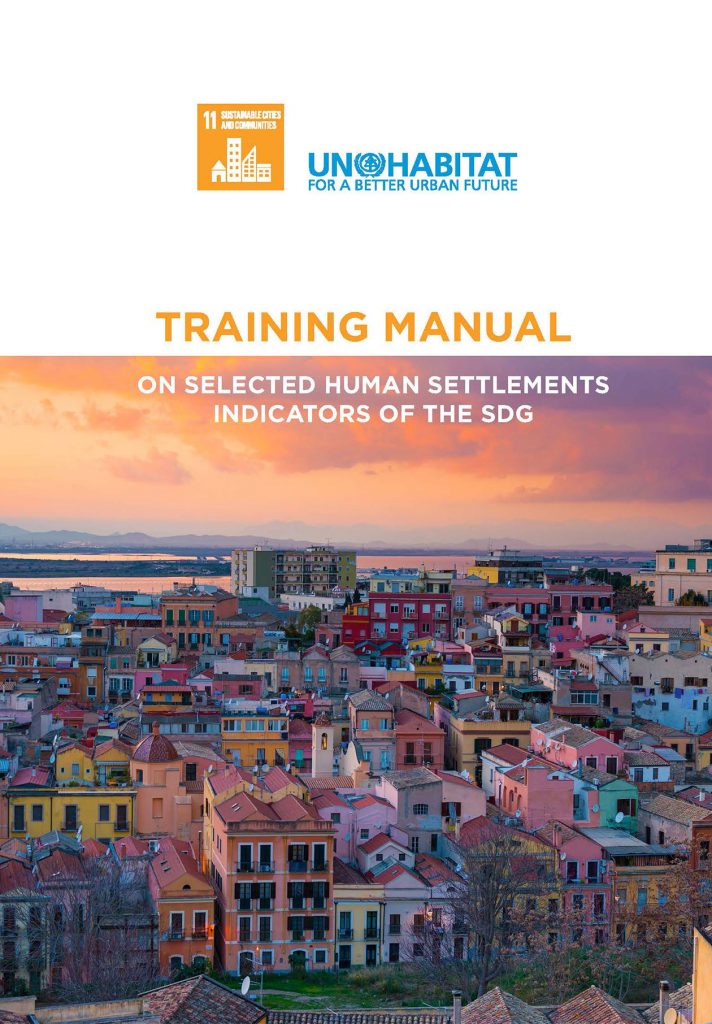 11 SUSTAINABLE CITIES
AND COMMUNITIES
UN HABITAT
FOR A BETTER URBAN FUTURE
TRAINING MANUAL
ON SELECTED HUMAN SETTLEMENTS
INDICATORS OF THE SDG